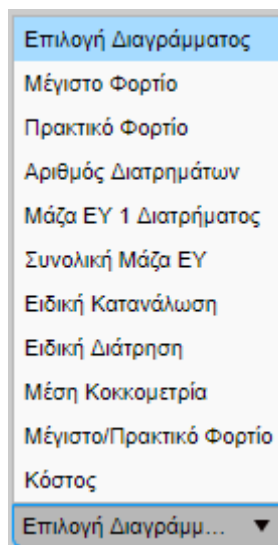 Επιλογή Διαγράμματος
Μέγιστο Φορτίο
Πρακτικό Φορτίο
Αριθμός Διατρημάτων
Μάζα ΕΥ 1 Διατρήματος
Συνολική Μάζα ΕΥ
Ειδική Κατανάλωση
Ειδική Διάτρηση
Μέση Κοκκομετρία
Μέγιστο/Πρακτικό Φορτίο
Κόστος
Επιλογή Διαγράμμ...